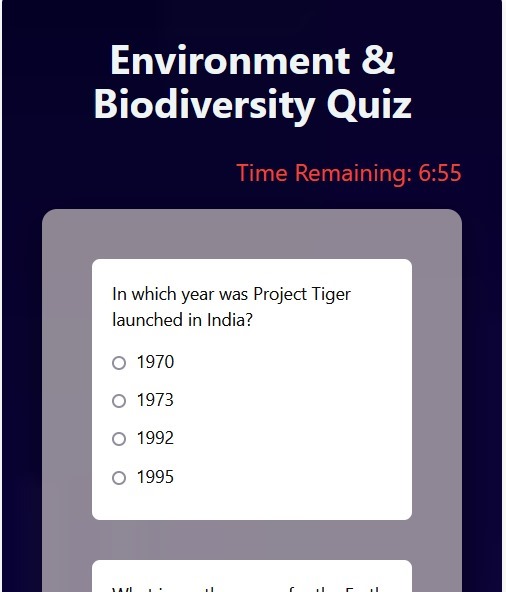 Environment &
Biodiversity Quiz
Time Remaining: 6:55
In which year was Project Tiger
launched in India?
1970
1973
1992
1995